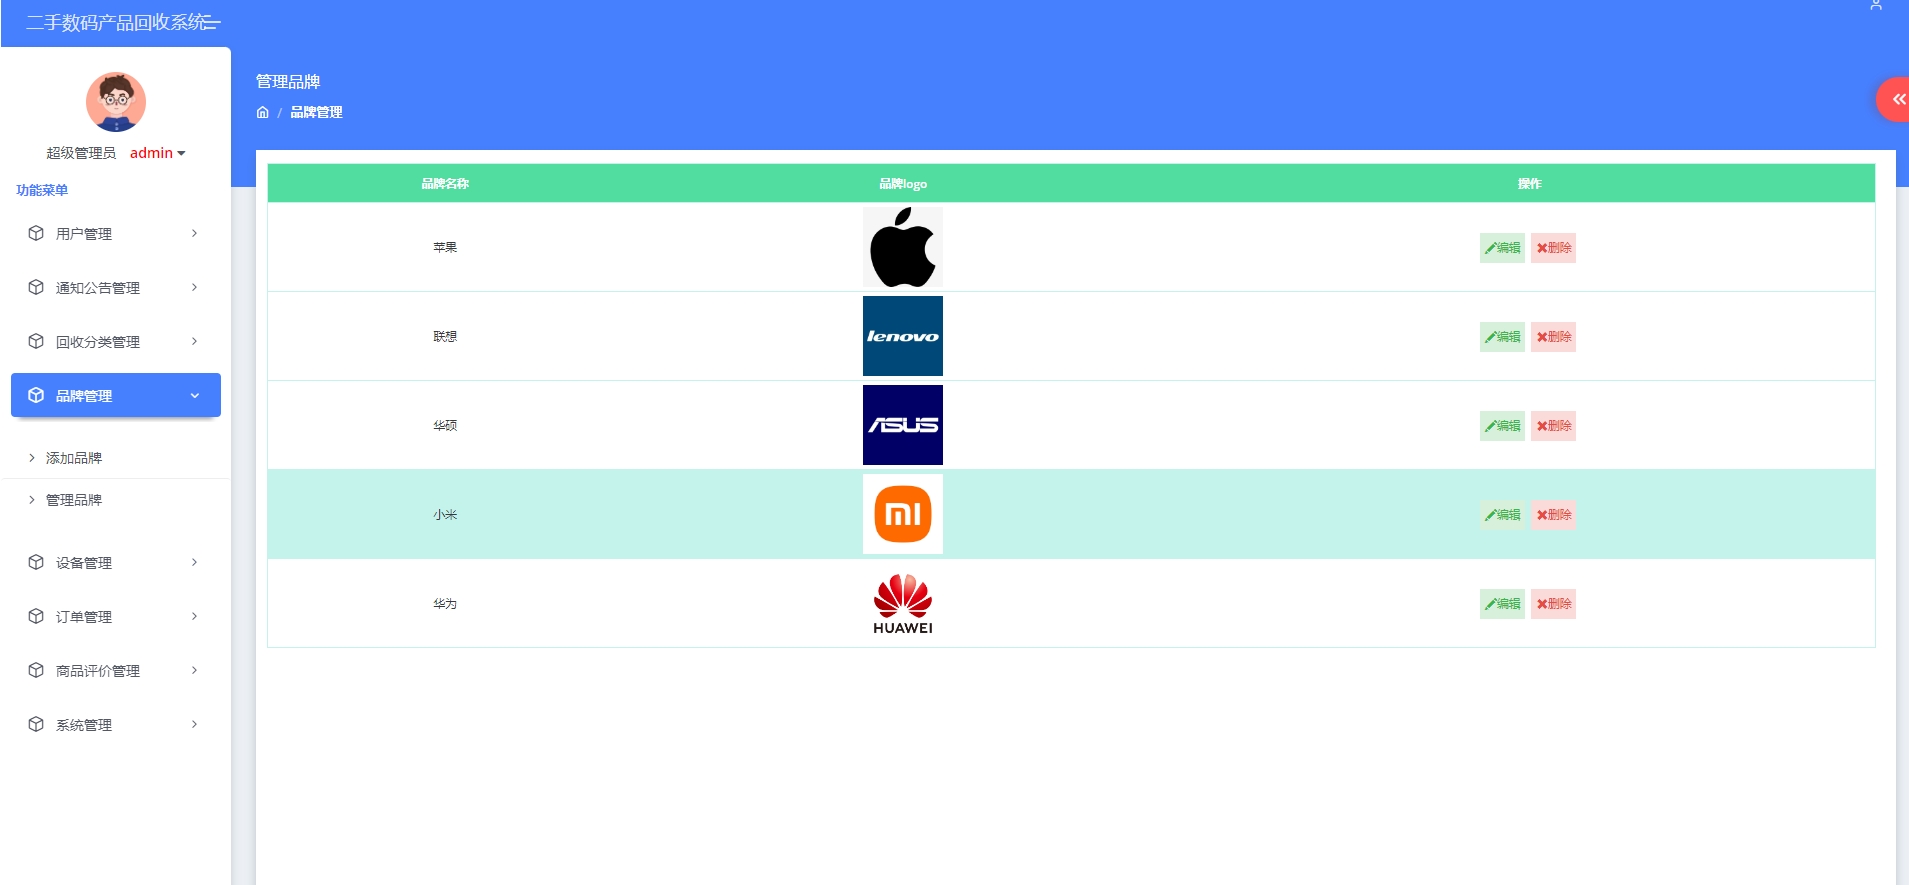 二手数码产品回收系统
超级管理员 admin
功能菜单
用户管理
通知公告管理
回收分类管理
品牌管理
添加品牌
管理品牌
设备管理
订单管理
商品评价管理
系统管理
管理品牌
/ 品牌管理
品牌名称 品牌logo 操作
苹果 编辑 删除
联想 lenovo 编辑 删除
华硕 ASUS 编辑 删除
小米 mi 编辑 删除
华为 HUAWEI 编辑 删除